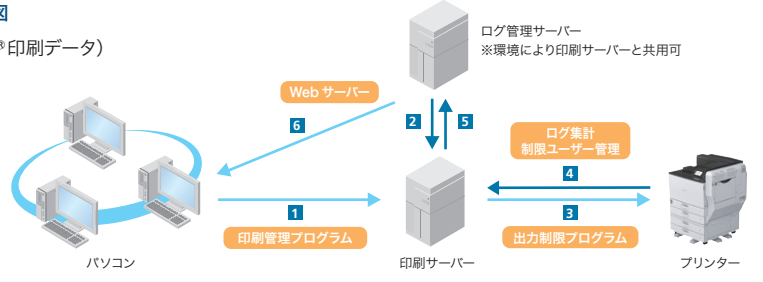 図
®印刷データ）
ログ管理サーバー
※環境により印刷サーバーと共用可
Web サーバー
6
2
5
ログ集計
制限ユーザー管理
4
1
3
印刷管理プログラム
出力制限プログラム
パソコン
印刷サーバー
プリンター